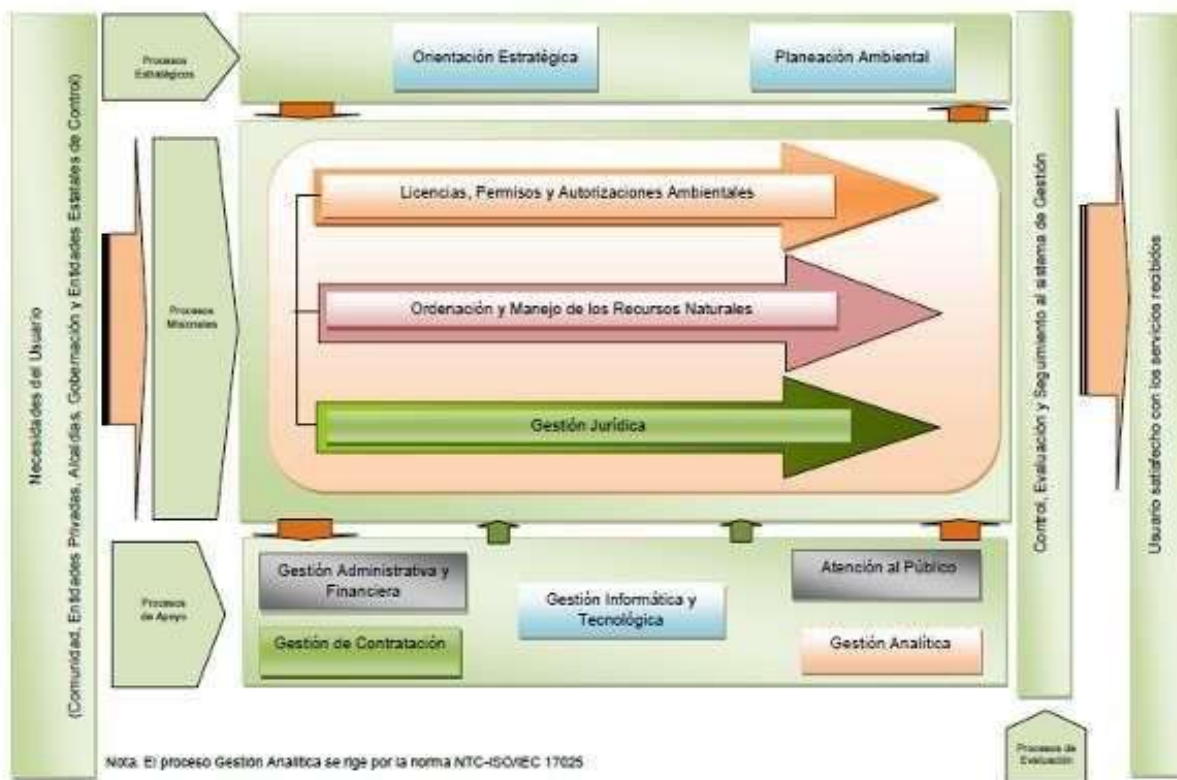 Necesidades del Usuario
(Comunidad, Entidades Privadas, Alcaldías, Gobernación y Entidades Estatales de Control)
Procesos
Estratégicos
Orientación Estratégica
Planeación Ambiental
Procesos
Misionales
Licencias, Permisos y Autorizaciones Ambientales
Ordenación y Manejo de los Recursos Naturales
Gestión Jurídica
Procesos
de Apoyo
Gestión Administrativa y
Financiera
Atención al Público
Gestión Informática y
Tecnológica
Gestión de Contratación
Gestión Analítica
Control, Evaluación y Seguimiento al sistema de Gestión
Procesos de
Evaluación
Usuario satisfecho con los servicios recibidos
Nota. El proceso Gestión Analítica se rige por la norma NTC-ISO/IEC 17025